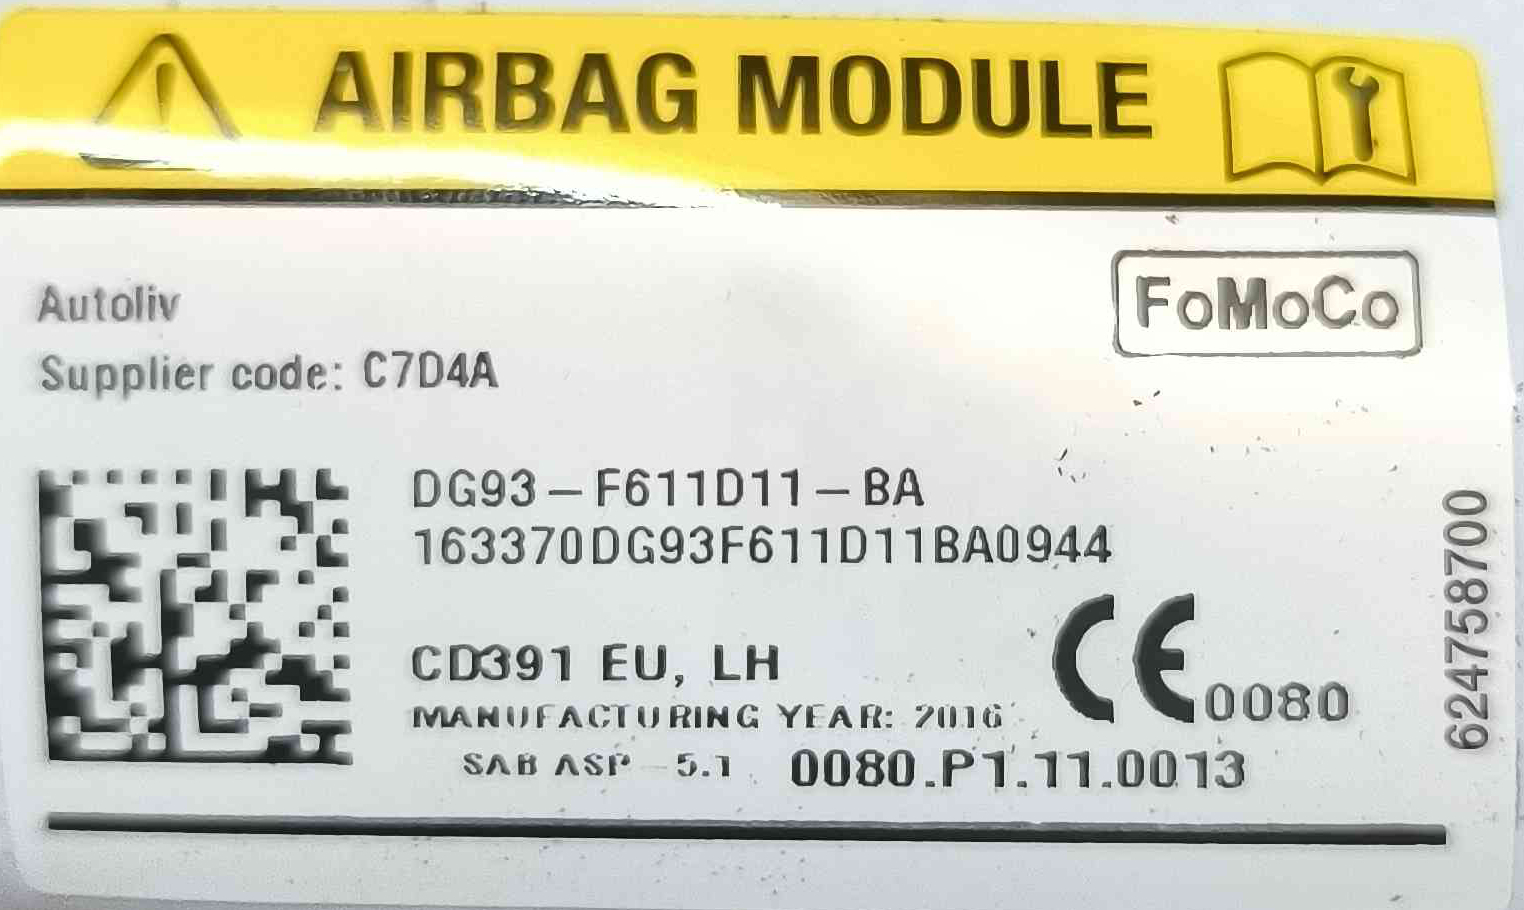 AIRBAG MODULE
FoMoCo
Autoliv
Supplier code: C7D4A
DG93-F611D11-BA
163370DG93F611D11BA0944
CD391 EU, LH
MANUFACTURING YEAR: 2016
CE 0080
SAB ASP-5.1 0080.P1.11.0013
624758700